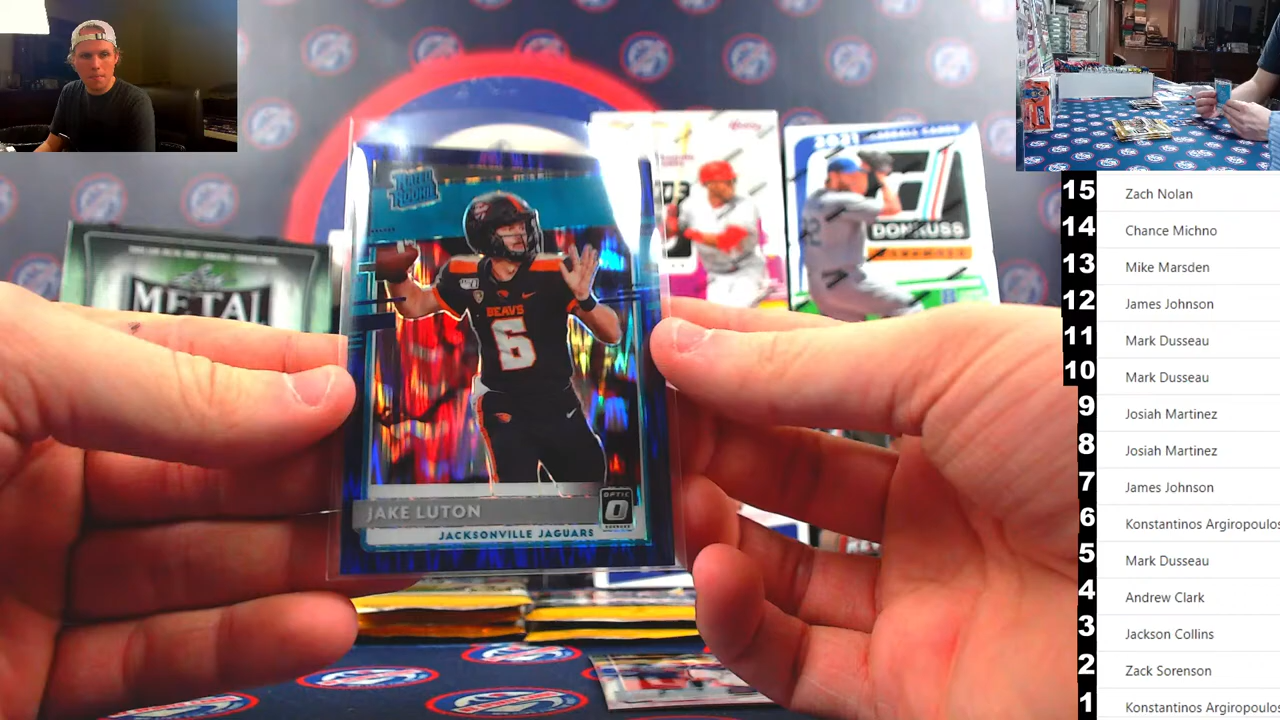 RATED
ROOKIE
BEAVS
6
JAKE LUTON
OPTIC
JACKSONVILLE JAGUARS
METAL
2021
DONRUSS
15 Zach Nolan
14 Chance Michno
13 Mike Marsden
12 James Johnson
11 Mark Dusseau
10 Mark Dusseau
9 Josiah Martinez
8 Josiah Martinez
7 James Johnson
6 Konstantinos Argiropoulos
5 Mark Dusseau
4 Andrew Clark
3 Jackson Collins
2 Zack Sorenson
1 Konstantinos Argiropoulos